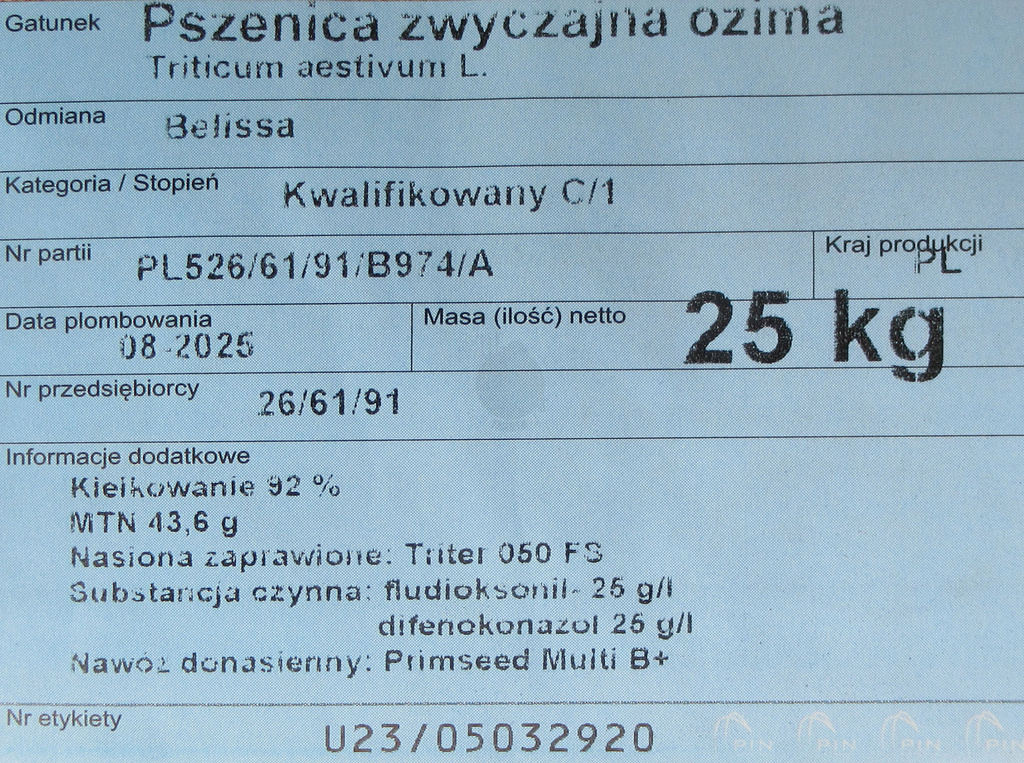 Gatunek Pszenica zwyczajna ozima
Triticum aestivum L.
Odmiana Belissa
Kategoria / Stopień Kwalifikowany C/1
Nr partii PL526/61/91/B974/A Kraj produkcji PL
Data plombowania 08-2025 Masa (ilość) netto 25 kg
Nr przedsiębiorcy 26/61/91
Informacje dodatkowe
Kiełkowanie 92 %
MTN 43,6 g
Nasiona zaprawione: Triter 050 FS
Substancja czynna: fludioksonil- 25 g/l
difenokonazol 25 g/l
Nawóz donasienny: Primseed Multi B+
Nr etykiety U23/05032920
PIN PIN PIN PIN